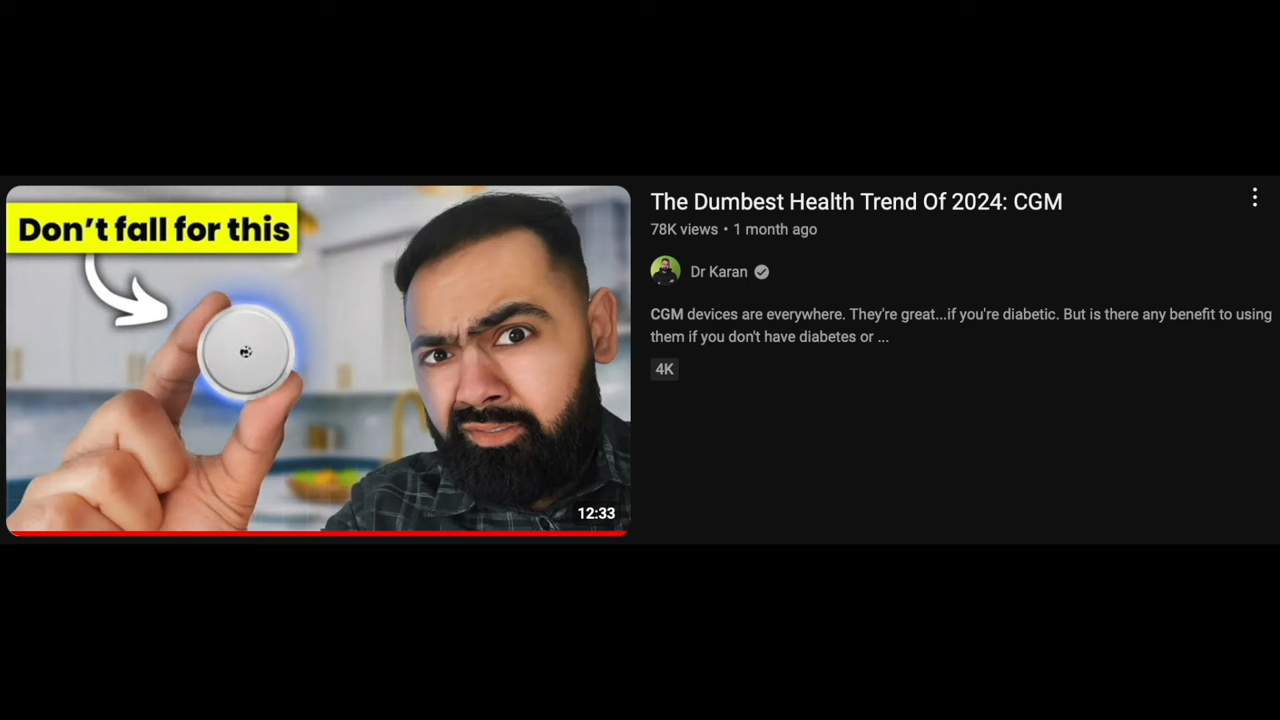 Don't fall for this
12:33
The Dumbest Health Trend Of 2024: CGM
78K views • 1 month ago
Dr Karan
CGM devices are everywhere. They're great...if you're diabetic. But is there any benefit to using
them if you don't have diabetes or ...
4K